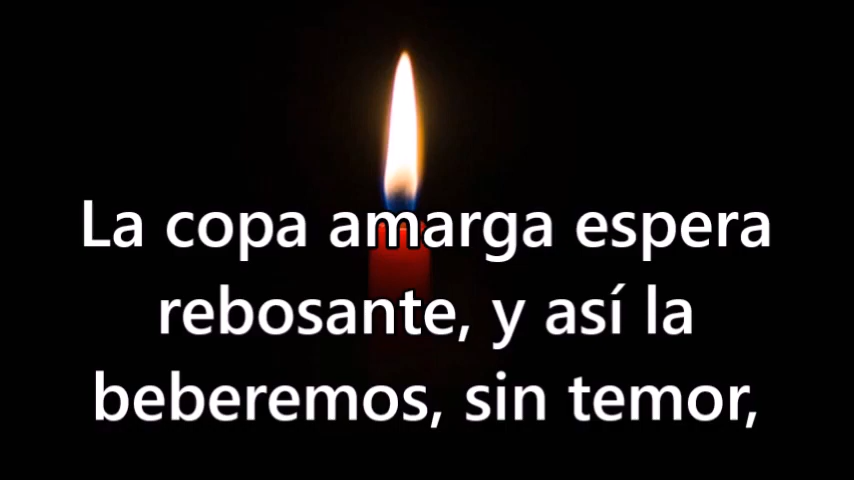 La copa amarga espera
rebosante, y así la
beberemos, sin temor,